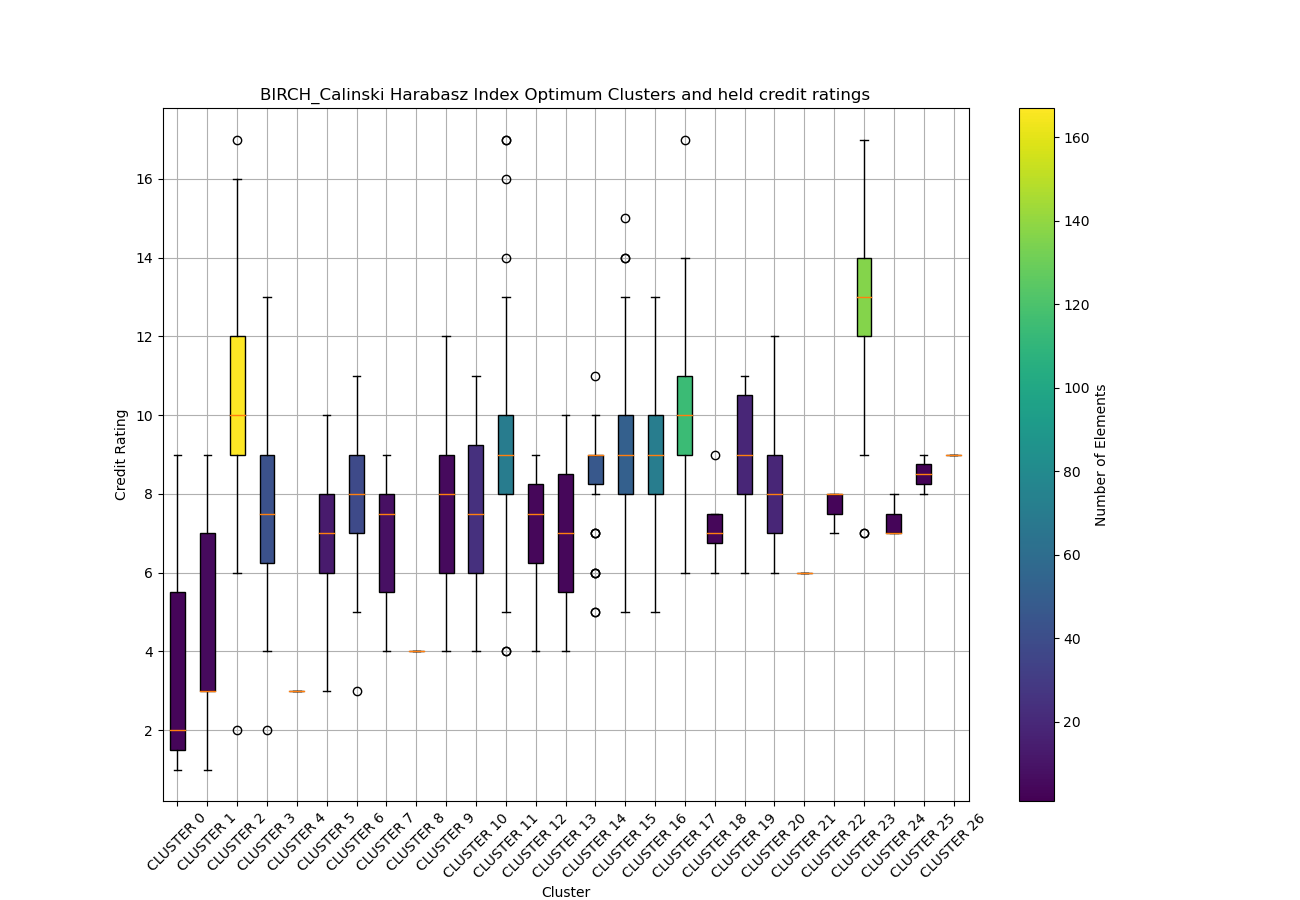 BIRCH_Calinski Harabasz Index Optimum Clusters and held credit ratings
Credit Rating
16
14
12
10
8
6
4
2
CLUSTER 0
CLUSTER 1
CLUSTER 2
CLUSTER 3
CLUSTER 4
CLUSTER 5
CLUSTER 6
CLUSTER 7
CLUSTER 8
CLUSTER 9
CLUSTER 10
CLUSTER 11
CLUSTER 12
CLUSTER 13
CLUSTER 14
CLUSTER 15
CLUSTER 16
CLUSTER 17
CLUSTER 18
CLUSTER 19
CLUSTER 20
CLUSTER 21
CLUSTER 22
CLUSTER 23
CLUSTER 24
CLUSTER 25
CLUSTER 26
Cluster
160
140
120
100
80
60
40
20
Number of Elements